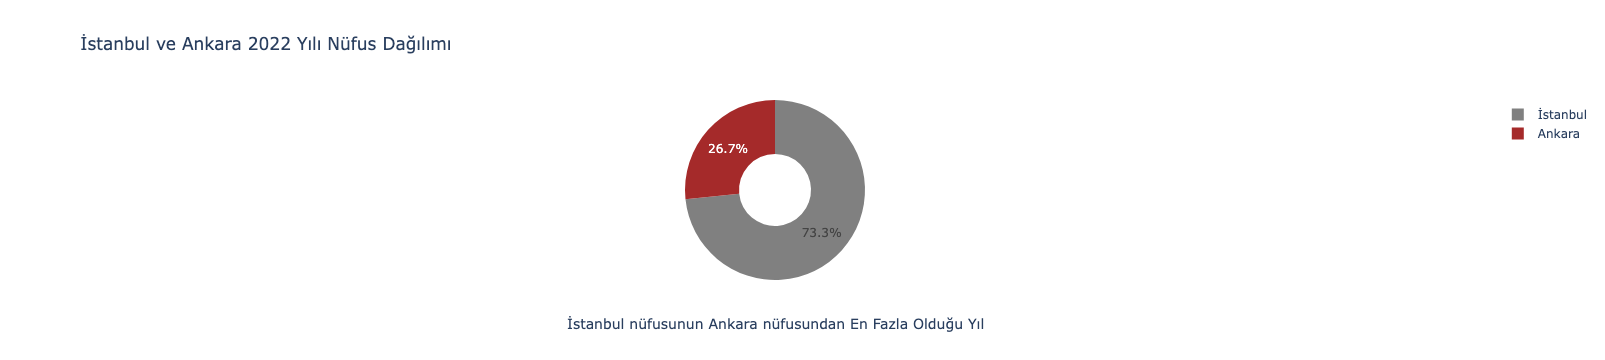 İstanbul ve Ankara 2022 Yılı Nüfus Dağılımı
İstanbul
Ankara
26.7%
73.3%
İstanbul nüfusunun Ankara nüfusundan En Fazla Olduğu Yıl